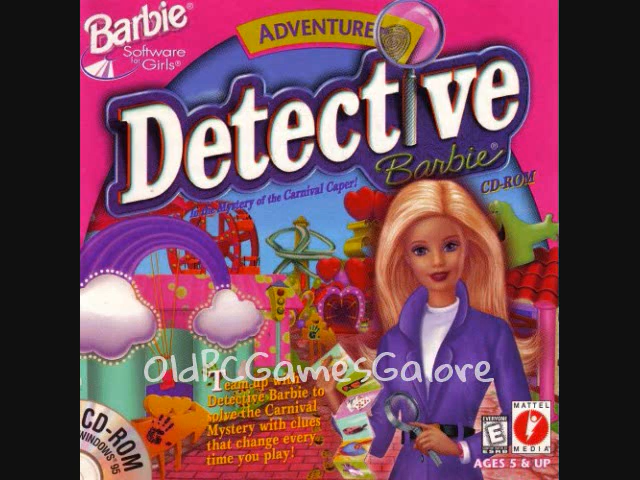 Barbie®
Software
for Girls®
ADVENTURE
Detective
Barbie®
CD-ROM
In the Mystery of the Carnival Caper!
OldPCGamesGalore
Team up with
Detective Barbie to
solve the Carnival
Mystery with clues
that change every
time you play!
CD-ROM
WINDOWS® 95
EVERYONE
E
MATTEL
MEDIA®
AGES 5 & UP